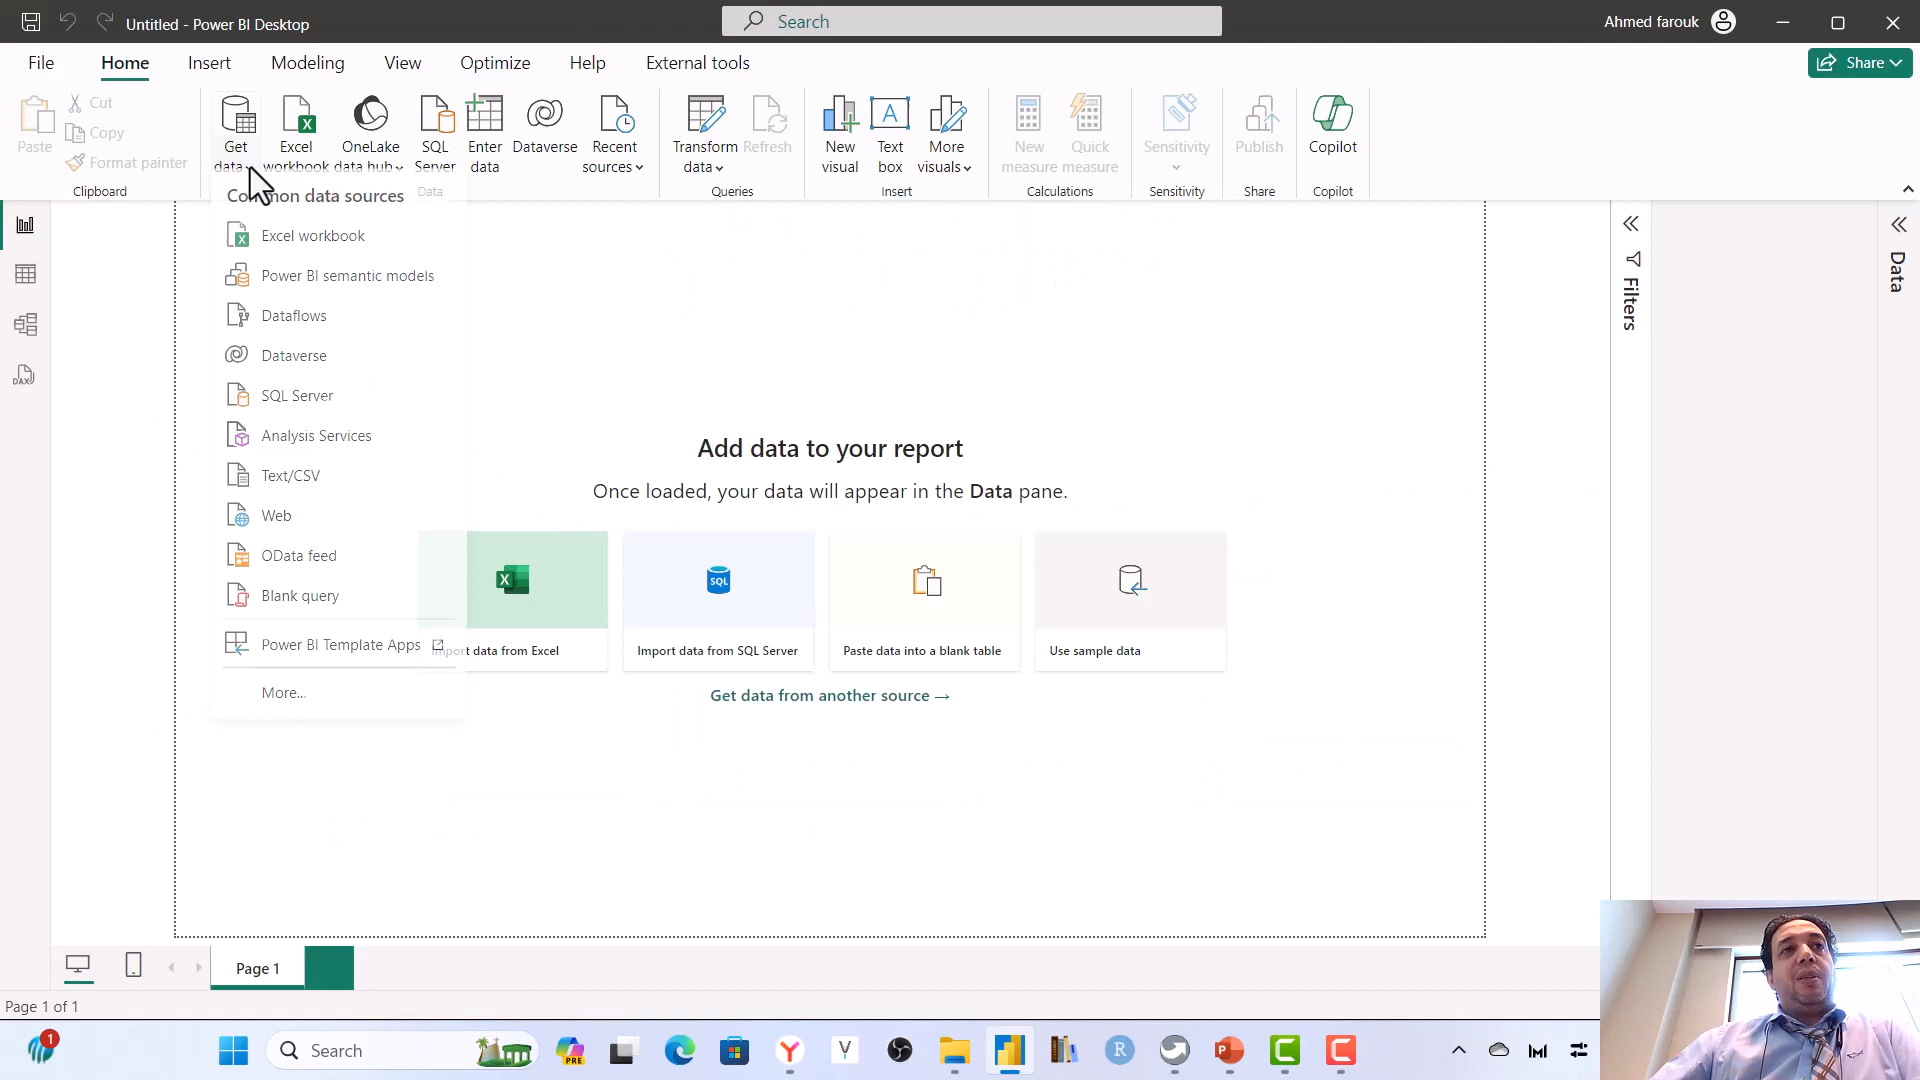 Untitled - Power BI Desktop
Search
Ahmed farouk
File
Home
Insert
Modeling
View
Optimize
Help
External tools
Share
Paste
Cut
Copy
Format painter
Clipboard
Get data
Excel workbook
OneLake data hub
SQL Server
Enter data
Dataverse
Recent sources
Data
Transform data
Refresh
Queries
New visual
Text box
More visuals
Insert
New measure
Quick measure
Calculations
Sensitivity
Sensitivity
Publish
Share
Copilot
Copilot
data sources
Excel workbook
Power BI semantic models
Dataflows
Dataverse
SQL Server
Analysis Services
Text/CSV
Web
OData feed
Blank query
Power BI Template Apps
More...
Add data to your report
Once loaded, your data will appear in the Data pane.
data from Excel
Import data from SQL Server
SQL
Paste data into a blank table
Use sample data
Get data from another source →
Filters
Data
DAX
Page 1
Page 1 of 1
1
Search
PRE